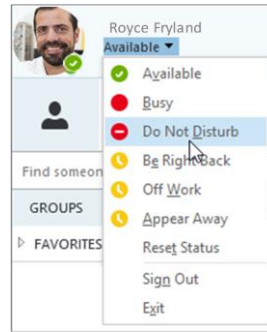 Royce Fryland
Available
Available
Busy
Do Not Disturb
Be Right Back
Find someon
Off Work
GROUPS
Appear Away
FAVORITES
Reset Status
Sign Out
Exit